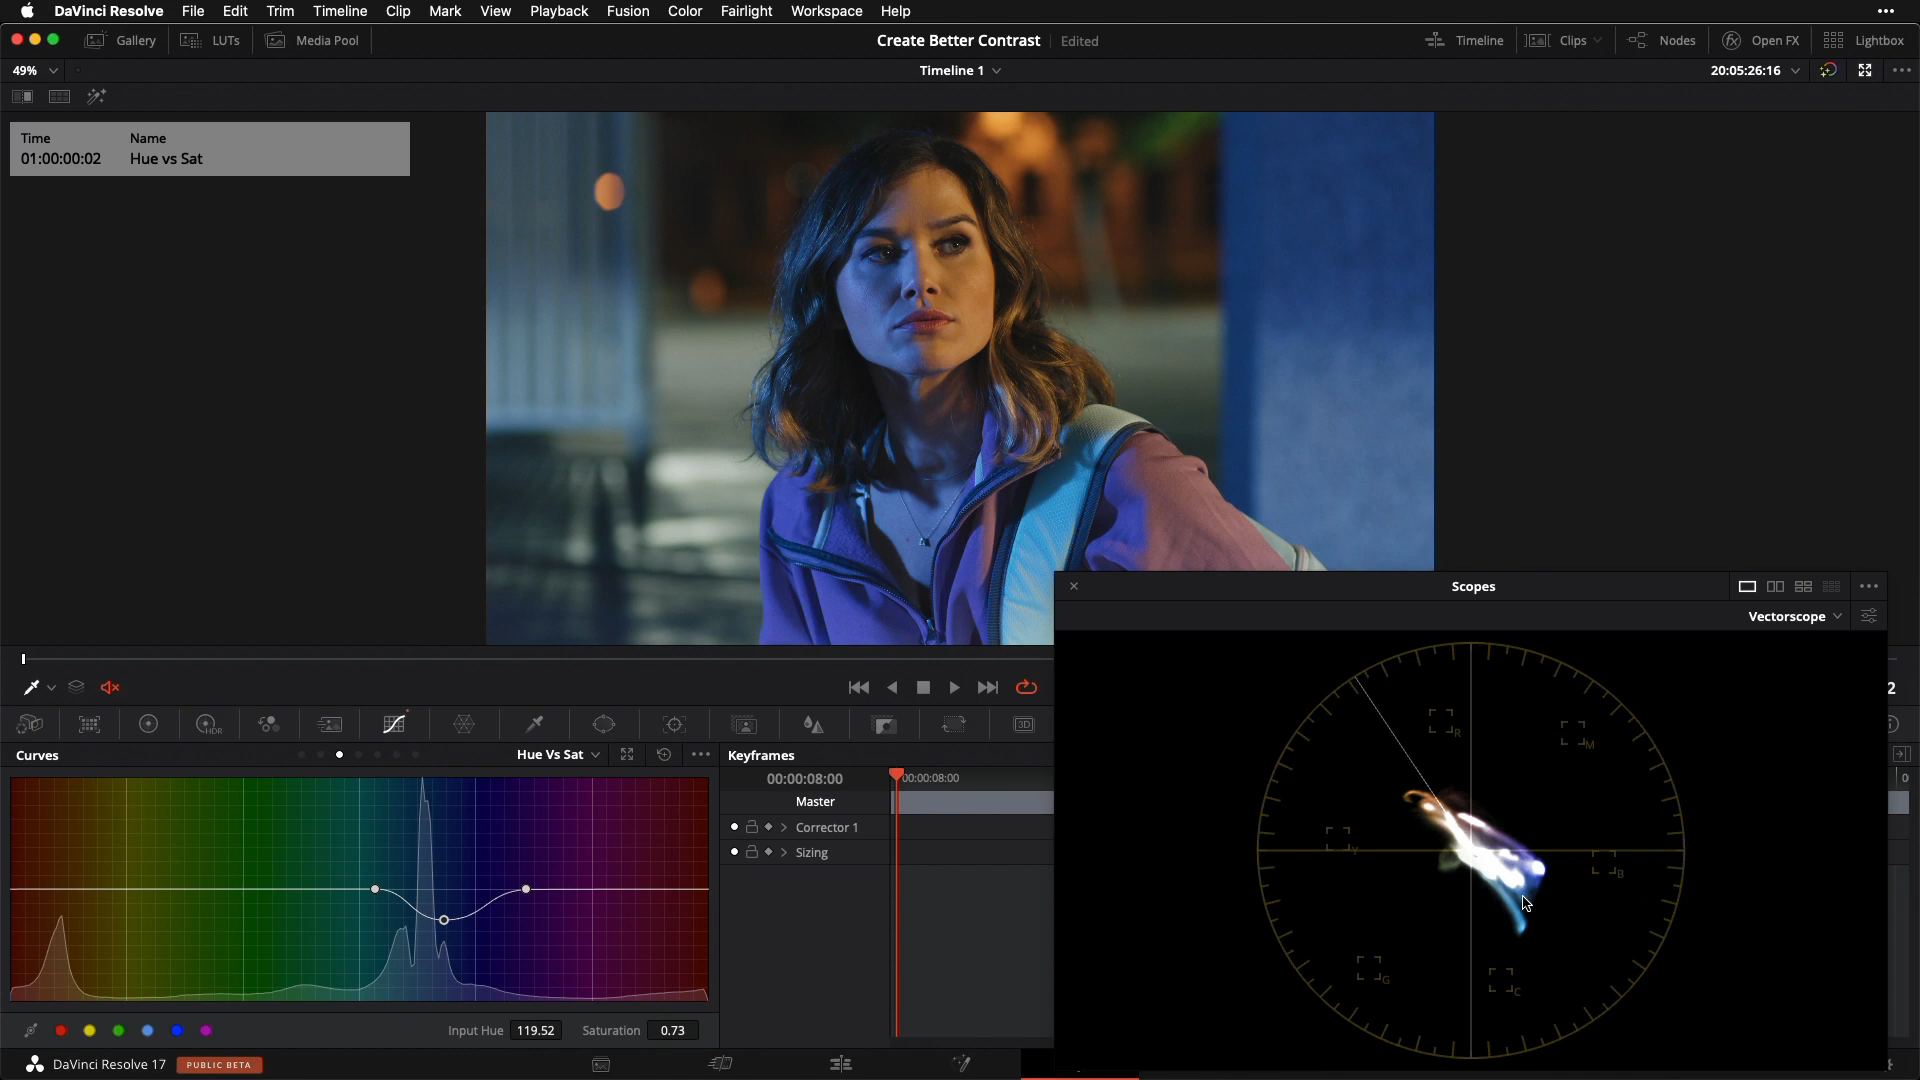 DaVinci Resolve File Edit Trim Timeline Clip Mark View Playback Fusion Color Fairlight Workspace Help
Gallery LUTs Media Pool Create Better Contrast Edited Timeline Clips Nodes Open FX Lightbox
49% Timeline 1 20:05:26:16
Time Name
01:00:00:02 Hue vs Sat
Scopes
Vectorscope
2
HDR 3D
Curves Hue Vs Sat Keyframes
00:00:08:00 00:00:08:00 0
Master
Corrector 1
Sizing
R
M
Y
B
G
C
Input Hue 119.52 Saturation 0.73
DaVinci Resolve 17 PUBLIC BETA